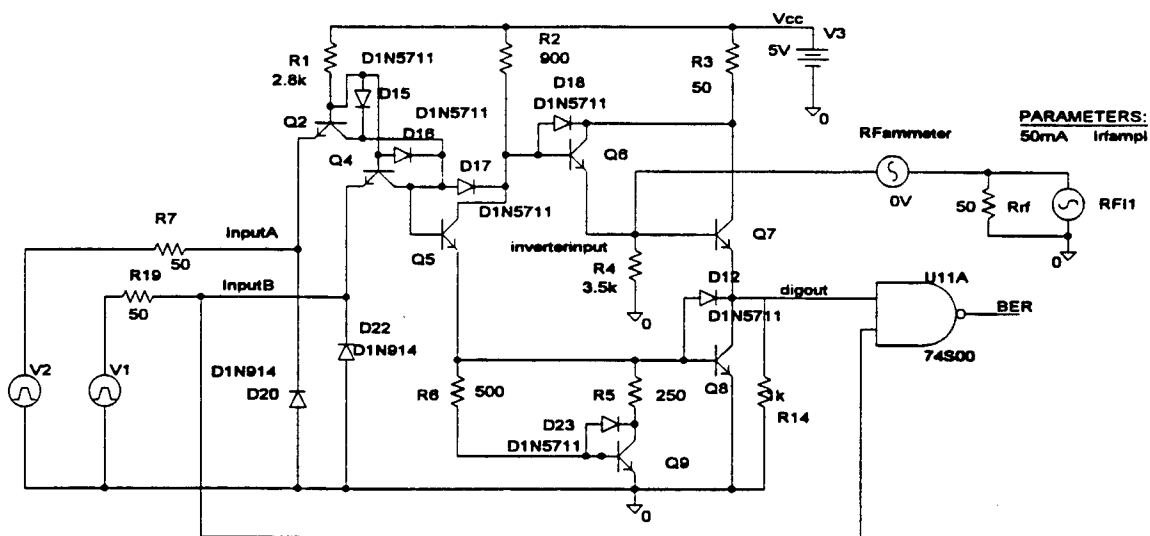 Vcc
V3
5V
0
R1
2.8k
D1N5711
D15
R2
900
D18
D1N5711
R3
50
PARAMETERS:
50mA Irfampl
D1N5711
D16
Q2
Q4
D17
D1N5711
Q6
RFammeter
0V
50
Rrf
RFI1
0
R7
50
InputA
Q5
inverterinput
R4
3.5k
0
Q7
R19
50
InputB
D12
D1N5711
digout
U11A
BER
74S00
D22
D1N914
V2
V1
D1N914
D20
R6
500
R5
250
Q8
1k
R14
D23
D1N5711
Q9
0